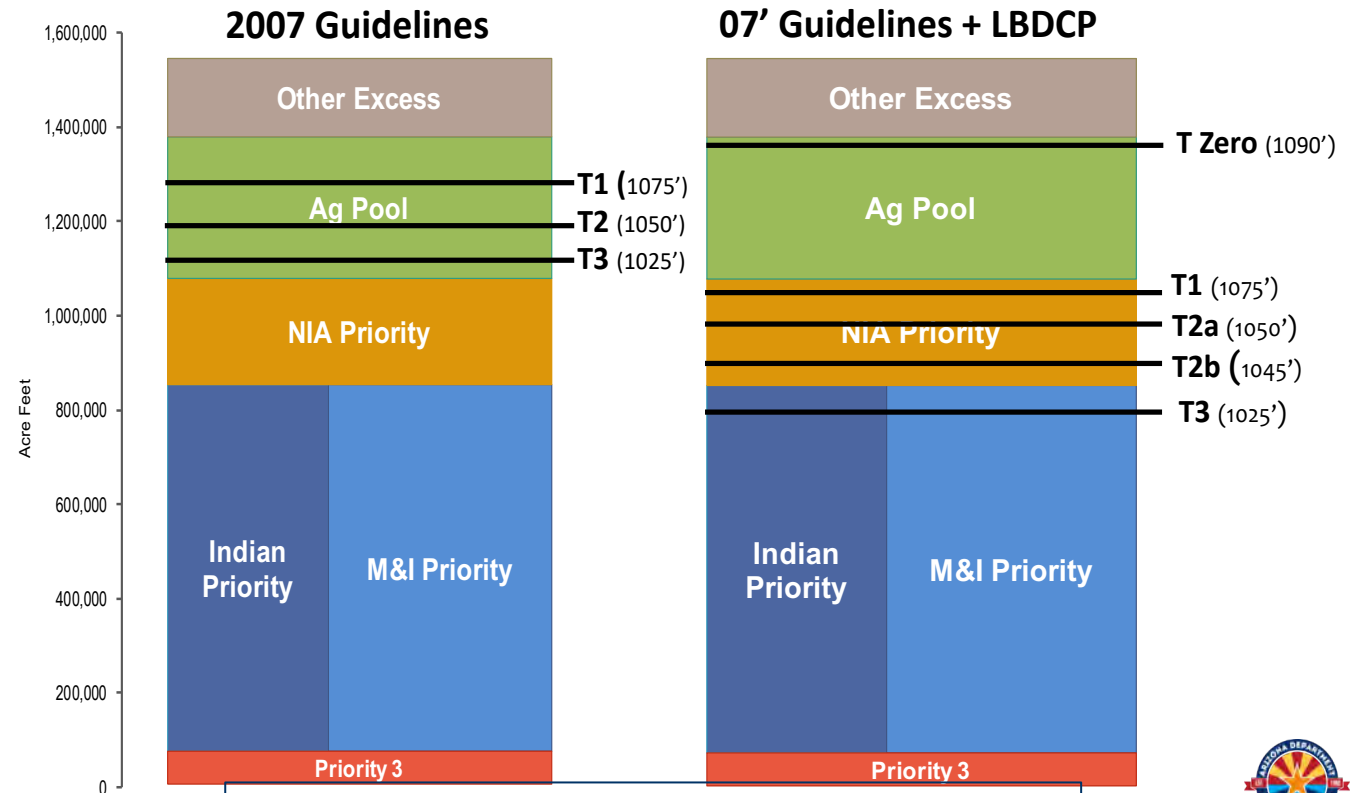 2007 Guidelines
07’ Guidelines + LBDCP
Acre Feet
1,600,000
1,400,000
1,200,000
1,000,000
800,000
600,000
400,000
200,000
0
Other Excess
Ag Pool
NIA Priority
Indian
Priority
M&I Priority
Priority 3
T1 (1075’)
T2 (1050’)
T3 (1025’)
Other Excess
Ag Pool
NIA Priority
Indian
Priority
M&I Priority
Priority 3
T Zero (1090’)
T1 (1075’)
T2a (1050’)
T2b (1045’)
T3 (1025’)
ARIZONA DEPARTMENT